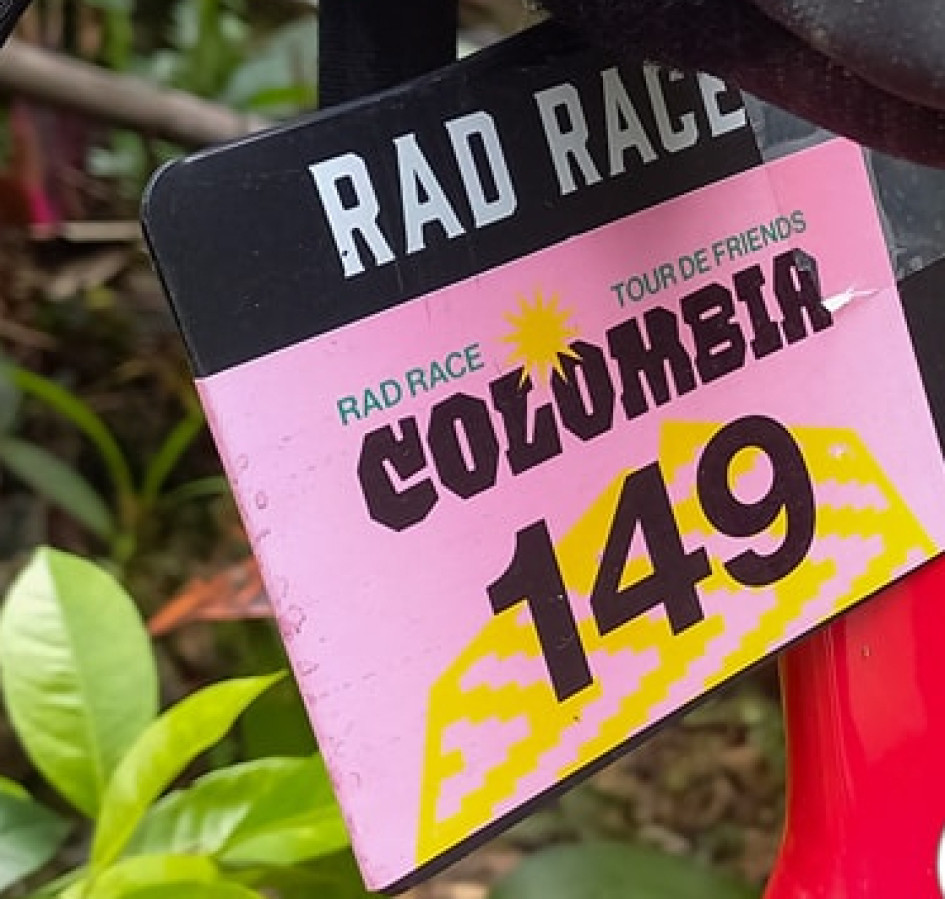 RAD RACE
RAD RACE TOUR DE FRIENDS
COLOMBIA
149